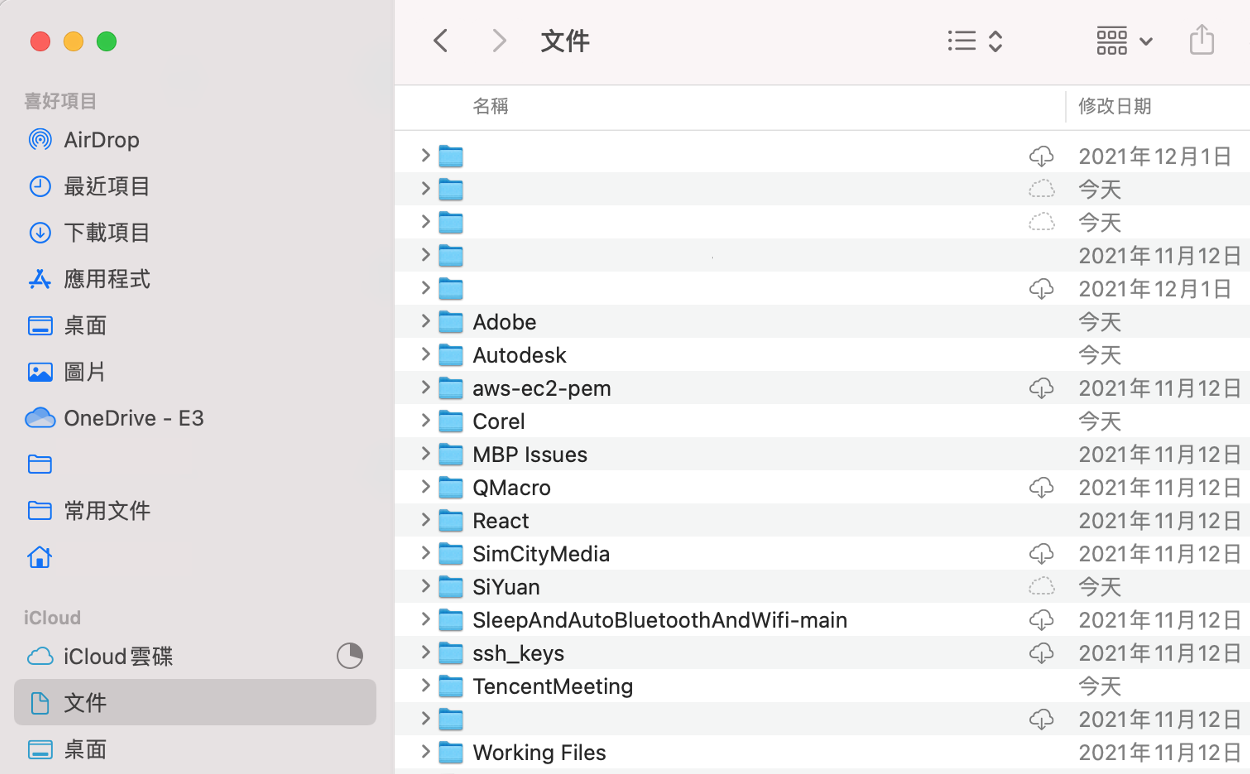 喜好項目
AirDrop
最近項目
下載項目
應用程式
桌面
圖片
OneDrive - E3
常用文件
iCloud
iCloud雲碟
文件
桌面
文件
名稱 修改日期
2021年12月1日
今天
今天
2021年11月12日
2021年12月1日
Adobe 今天
Autodesk 今天
aws-ec2-pem 2021年11月12日
Corel 今天
MBP Issues 2021年11月12日
QMacro 2021年11月12日
React 2021年11月12日
SimCityMedia 2021年11月12日
SiYuan 今天
SleepAndAutoBluetoothAndWifi-main 2021年11月12日
ssh_keys 2021年11月12日
TencentMeeting 今天
2021年11月12日
Working Files 2021年11月12日